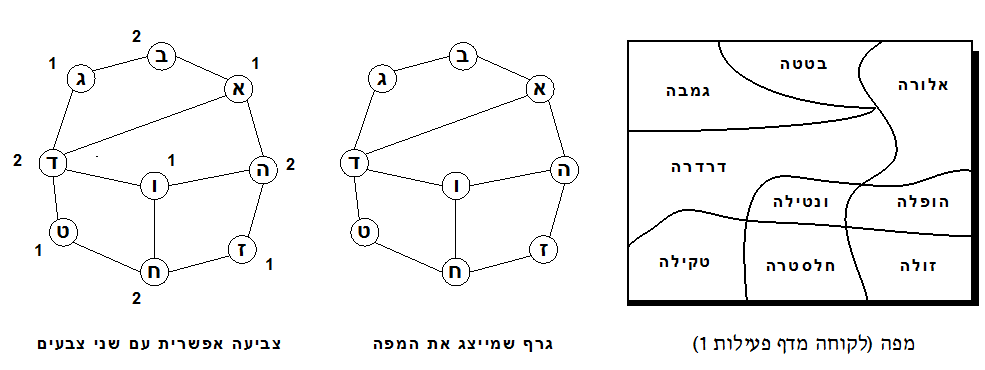 בטטה
אלורה
גמבה
דרדרה
ונטילה
הופלה
טקילה
חלסטרה
זולה
מפה (לקוחה מדף פעילות 1)
ב
ג
א
ד
ו
ה
ט
ז
ח
גרף שמייצג את המפה
2
ב
1
ג
1
א
2
ד
1
ו
ה
2
ט
1
ז
1
ח
2
צביעה אפשרית עם שני צבעים